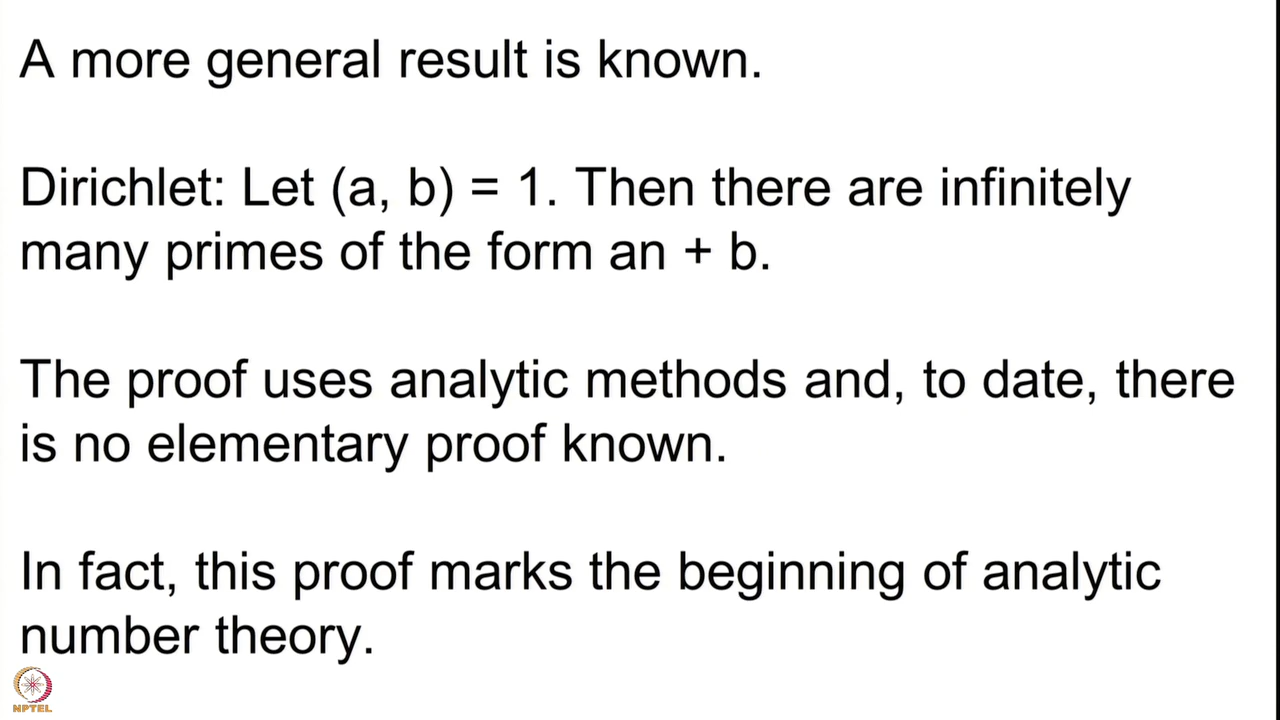 A more general result is known.
Dirichlet: Let (a, b) = 1. Then there are infinitely
many primes of the form an + b.
The proof uses analytic methods and, to date, there
is no elementary proof known.
In fact, this proof marks the beginning of analytic
number theory.
NPTEL